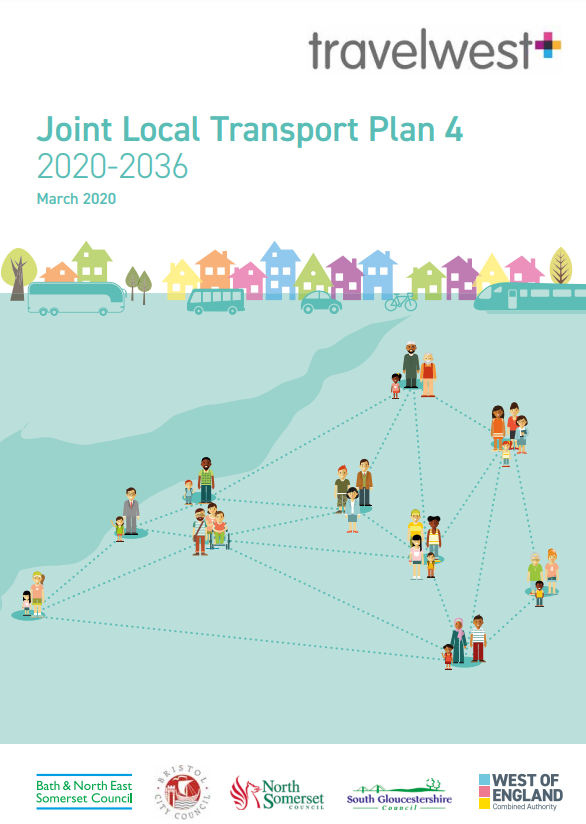 travelwest
Joint Local Transport Plan 4
2020-2036
March 2020
Bath & North East
Somerset Council
BRISTOL
CITY COUNCIL
North
Somerset
COUNCIL
South Gloucestershire
Council
WEST OF
ENGLAND
Combined Authority